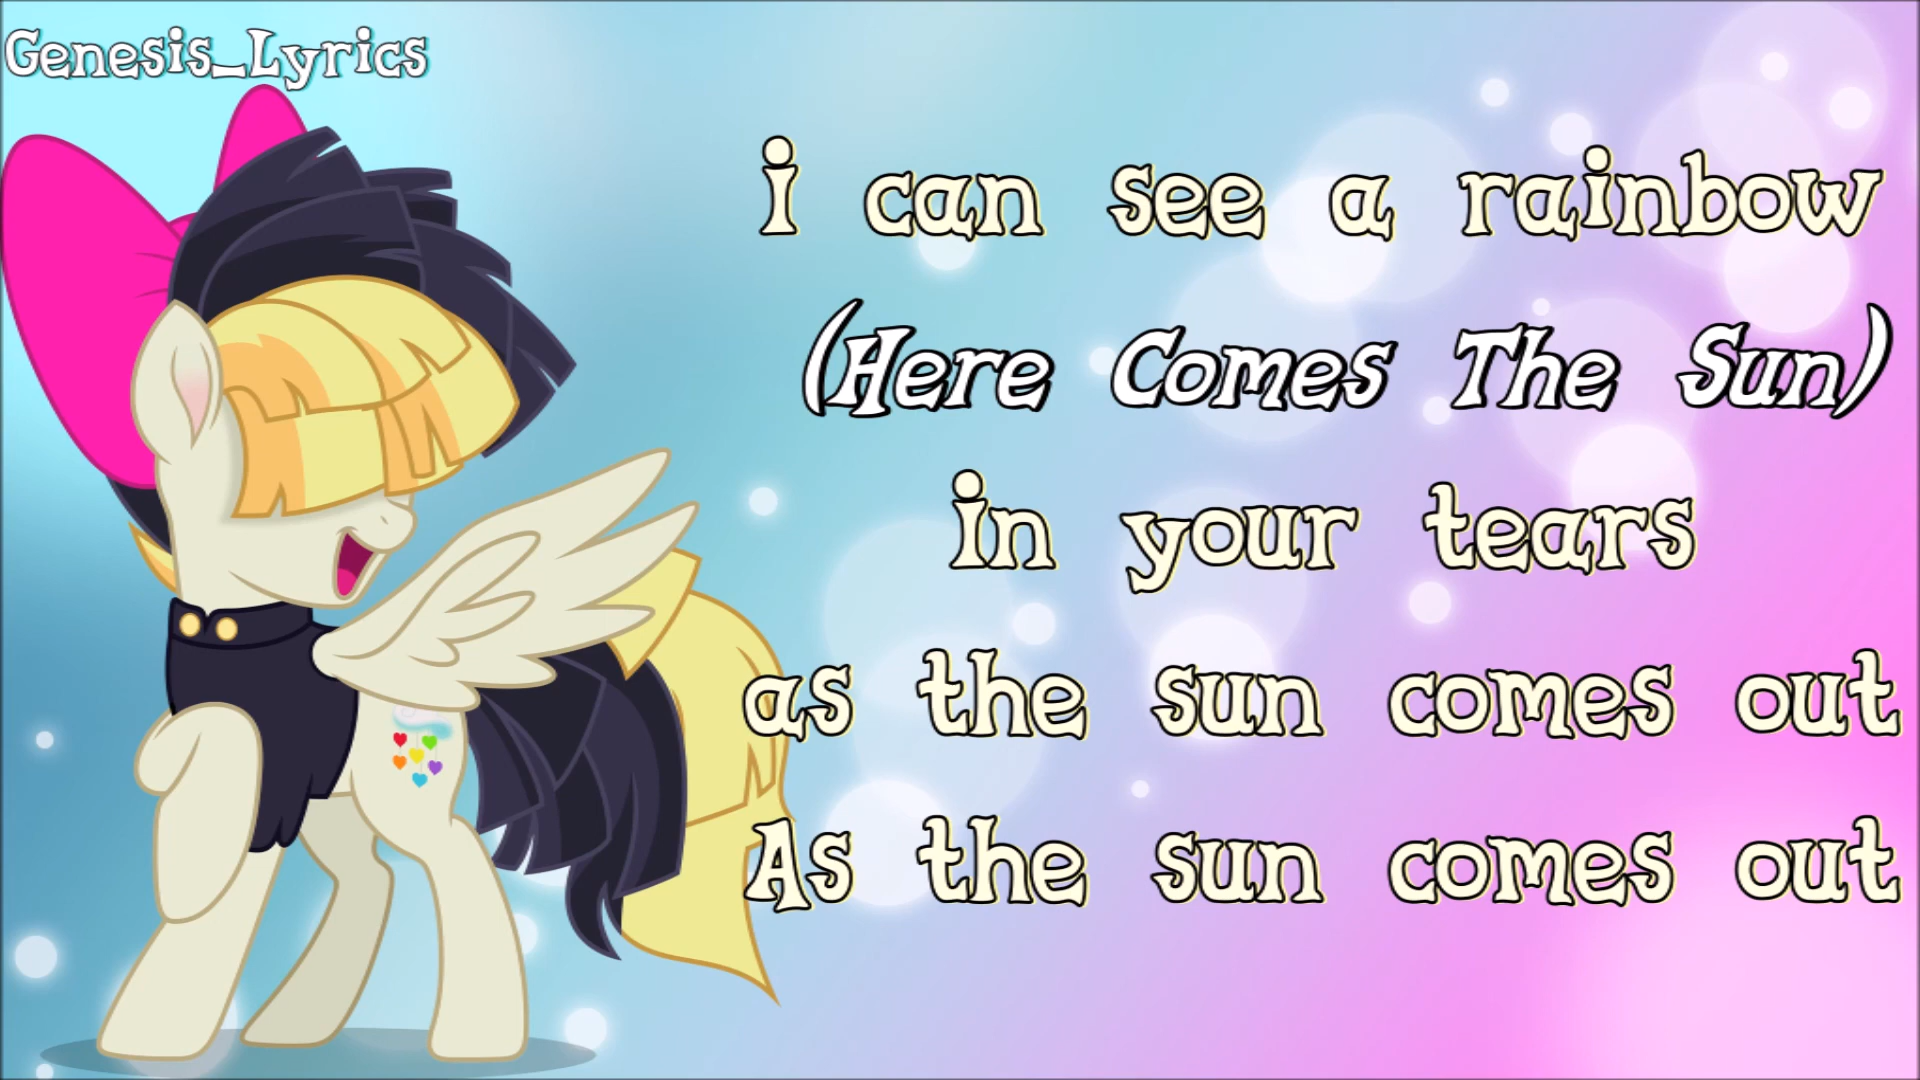 Genesis_Lyrics
i can see a rainbow
(Here Comes The Sun)
in your tears
as the sun comes out
As the sun comes out